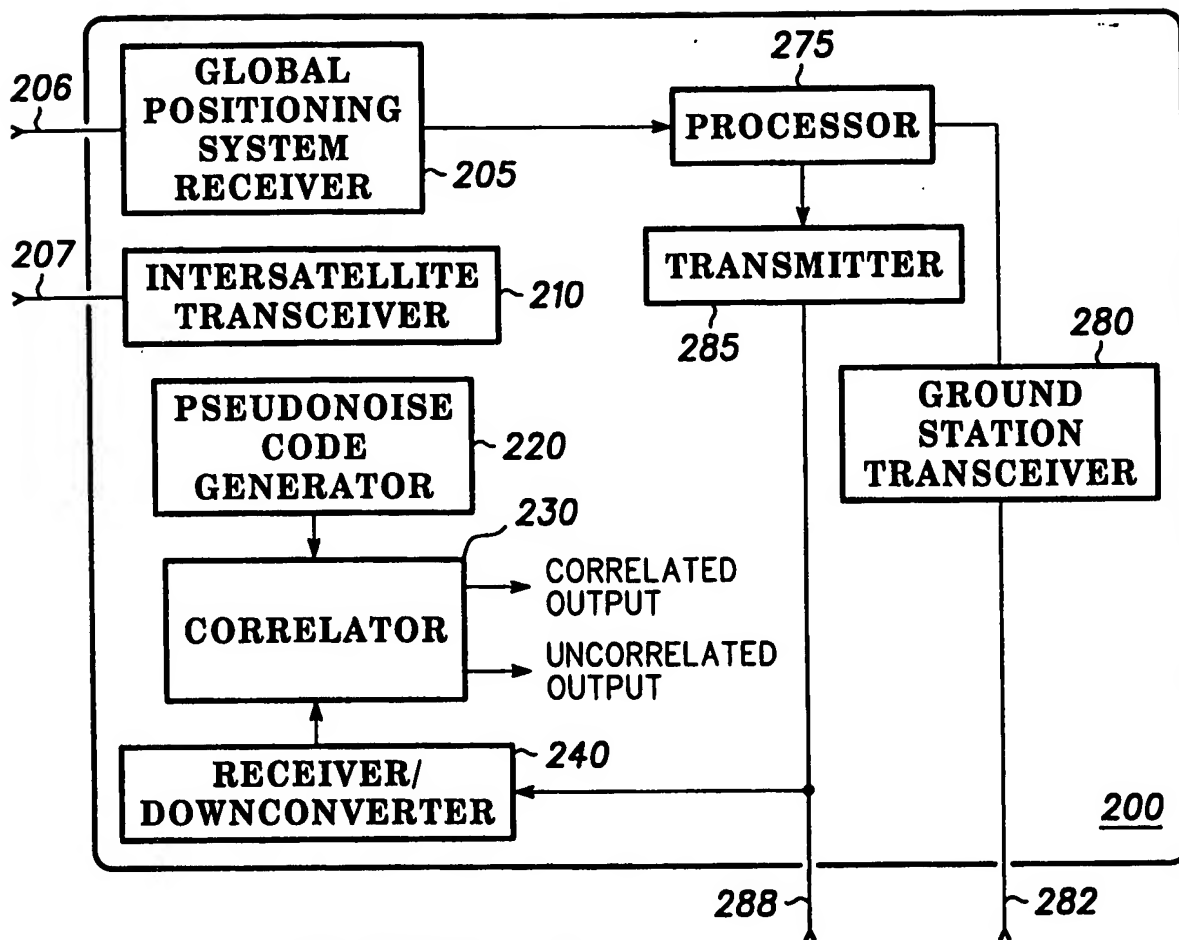 206
GLOBAL
POSITIONING
SYSTEM
RECEIVER
205
275
PROCESSOR
207
INTERSATELLITE
TRANSCEIVER
210
TRANSMITTER
285
280
GROUND
STATION
TRANSCEIVER
PSEUDONOISE
CODE
GENERATOR
220
230
CORRELATOR
CORRELATED
OUTPUT
UNCORRELATED
OUTPUT
240
RECEIVER/
DOWNCONVERTER
200
288
282